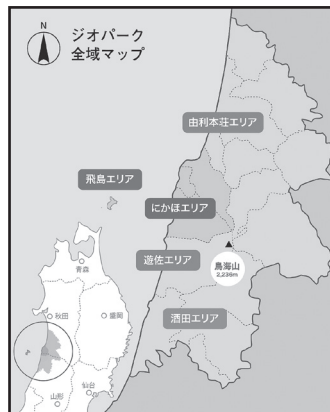 N
ジオパーク
全域マップ
由利本荘エリア
飛島エリア
にかほエリア
遊佐エリア
鳥海山
2,236m
酒田エリア
青森
秋田
盛岡
仙台
山形